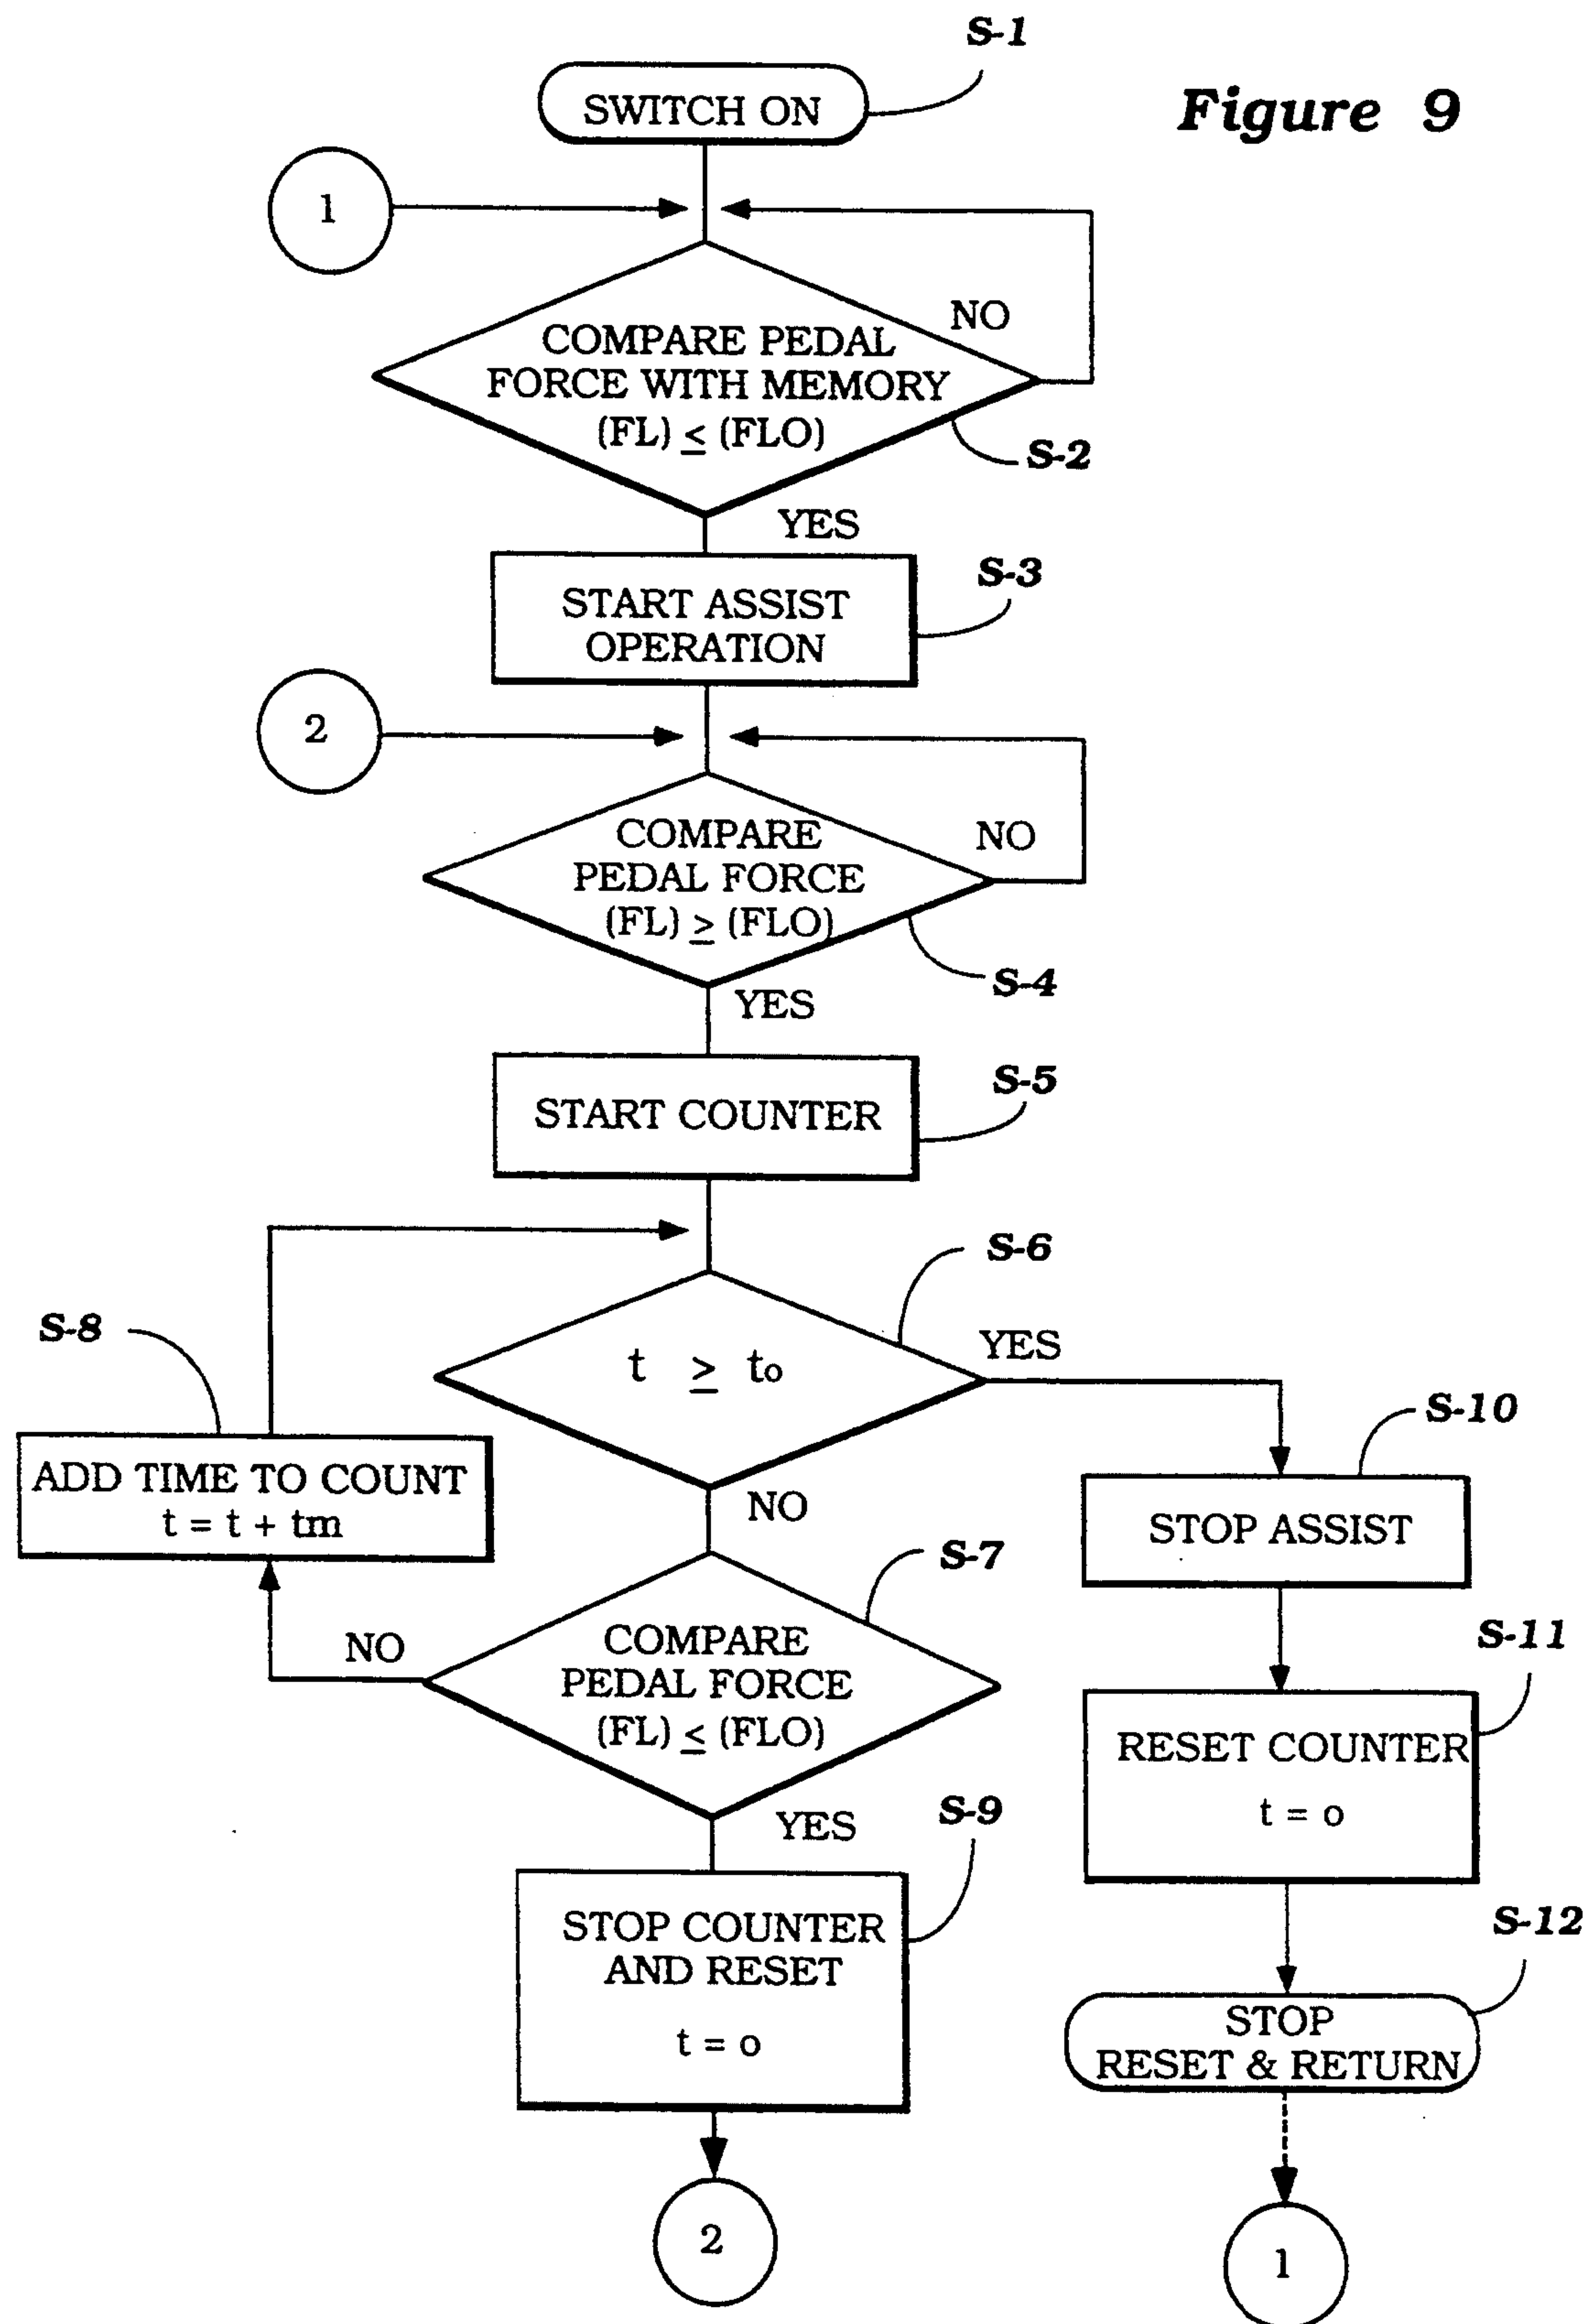 S-1
SWITCH ON
Figure 9
1
NO
COMPARE PEDAL
FORCE WITH MEMORY
(FL) ≤ (FLO)
S-2
YES
S-3
START ASSIST
OPERATION
2
NO
COMPARE
PEDAL FORCE
(FL) ≥ (FLO)
S-4
YES
S-5
START COUNTER
S-6
S-8
YES
t ≥ to
S-10
ADD TIME TO COUNT
t = t + tm
NO
STOP ASSIST
S-7
NO
COMPARE
PEDAL FORCE
(FL) ≤ (FLO)
S-11
RESET COUNTER
t = o
YES
S-9
STOP COUNTER
AND RESET
t = o
S-12
STOP
RESET & RETURN
2
1